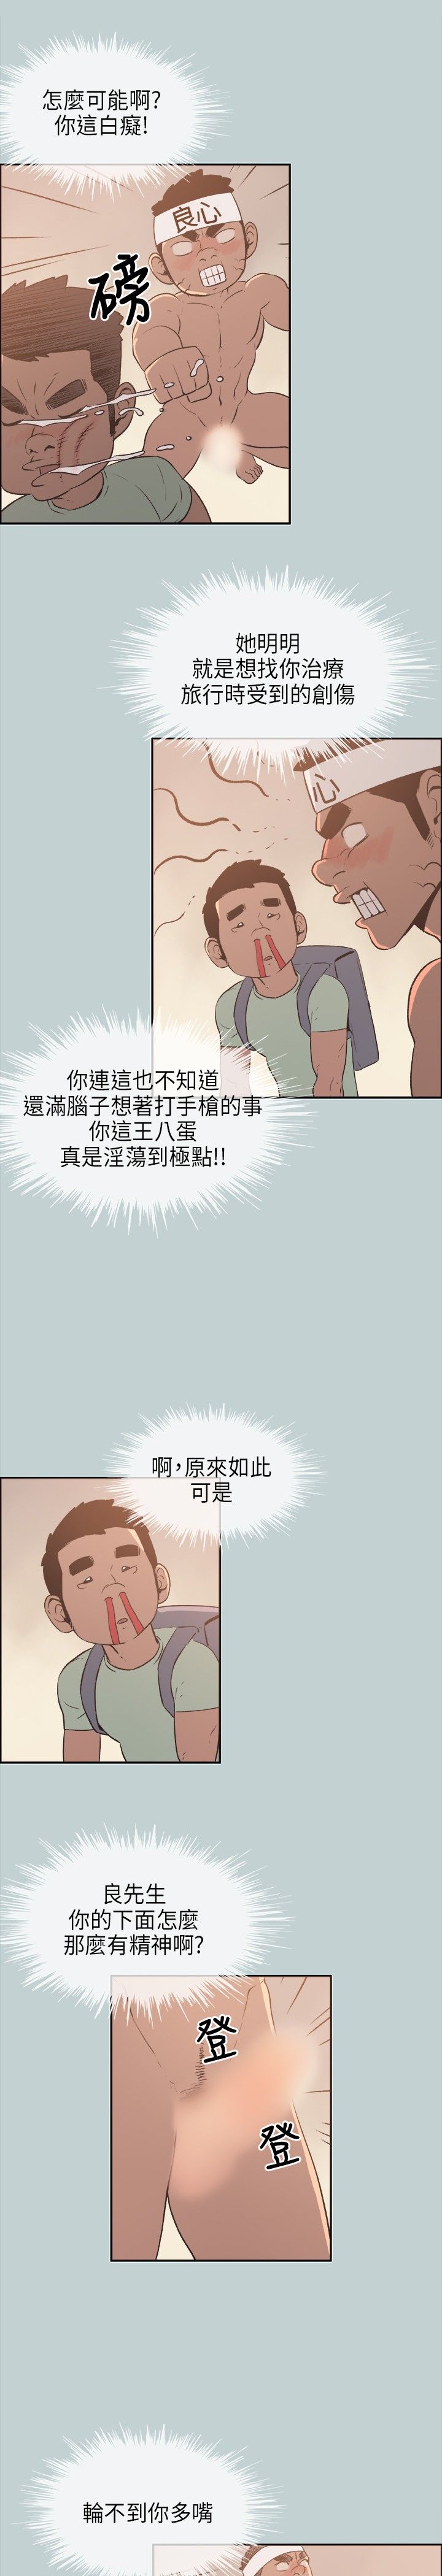 怎麼可能啊?
你這白癡!
良心
磅
她明明
就是想找你治療
旅行時受到的創傷
心
你連這也不知道
還滿腦子想著打手槍的事
你這王八蛋
真是淫蕩到極點!!
啊,原來如此
可是
良先生
你的下面怎麼
那麼有精神啊?
登
登
輪不到你多嘴